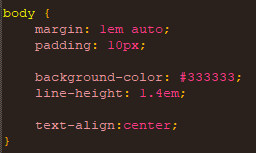 body {
margin: 1em auto;
padding: 10px;
background-color: #333333;
line-height: 1.4em;
text-align:center;
}